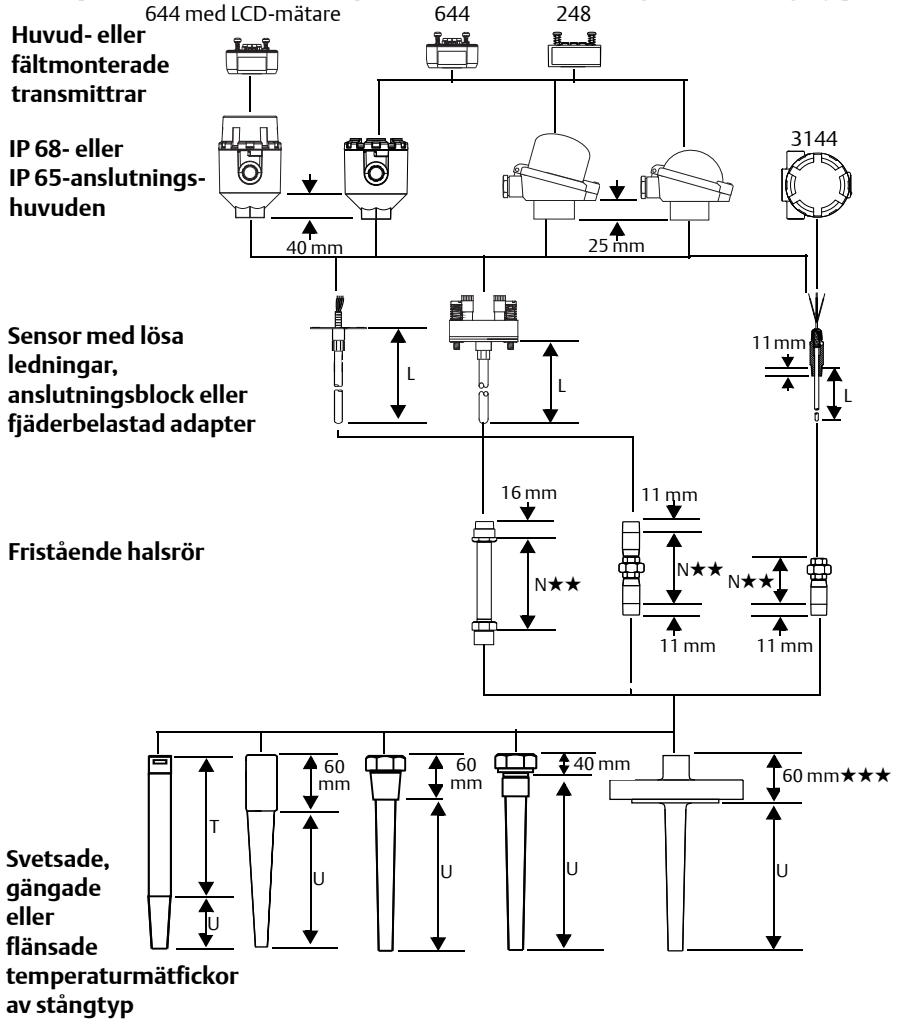 644 med LCD-mätare
644
248
Huvud- eller
fältmonterade
transmittrar
IP 68- eller
IP 65-anslutnings-
huvuden
3144
40 mm
25 mm
Sensor med lösa
ledningar,
anslutningsblock eller
fjäderbelastad adapter
L
L
11 mm
L
Fristående halsrör
16 mm
N★★
11 mm
N★★
11 mm
N★★
11 mm
60
mm
60
mm
40 mm
60 mm★★★
T
U
U
U
U
U
Svetsade,
gängade
eller
flänsade
temperaturmätfickor
av stångtyp